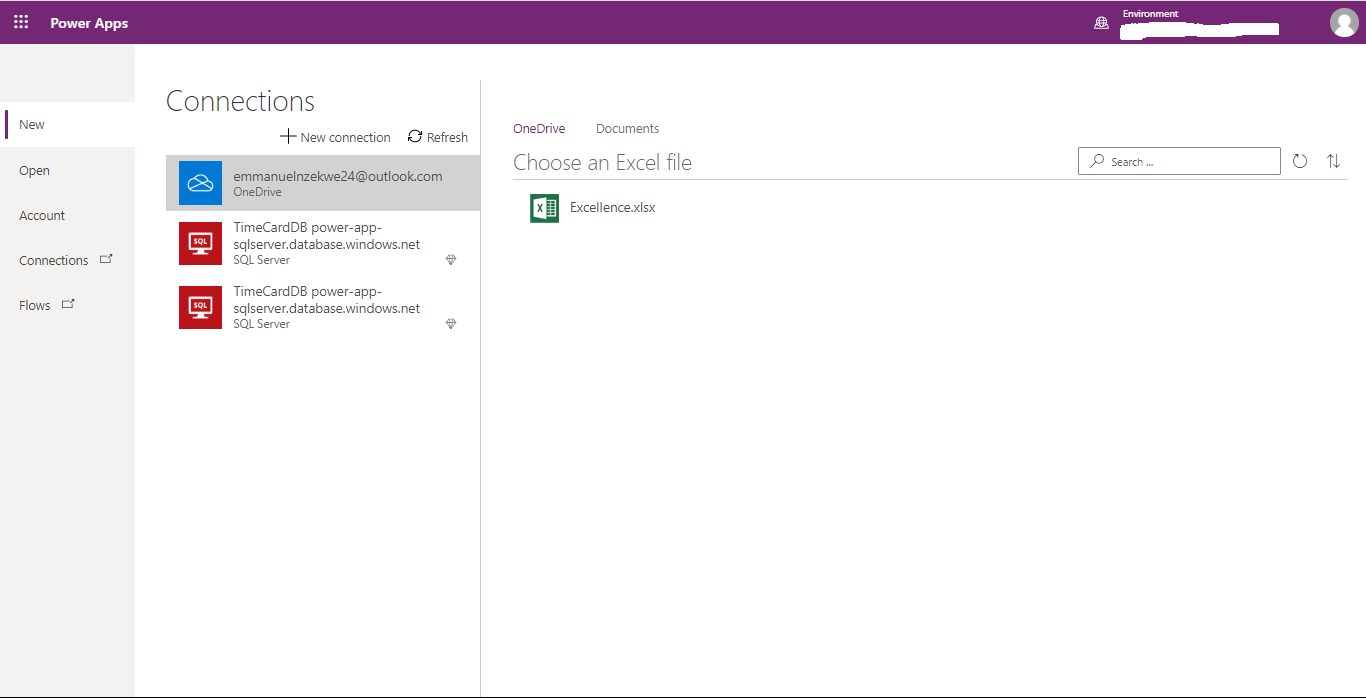 Power Apps
Environment
New
Open
Account
Connections
Flows
Connections
New connection
Refresh
emmanuelnzekwe24@outlook.com
OneDrive
SQL
TimeCardDB power-app-
sqlserver.database.windows.net
SQL Server
SQL
TimeCardDB power-app-
sqlserver.database.windows.net
SQL Server
OneDrive
Documents
Choose an Excel file
Search ...
X
Excellence.xlsx